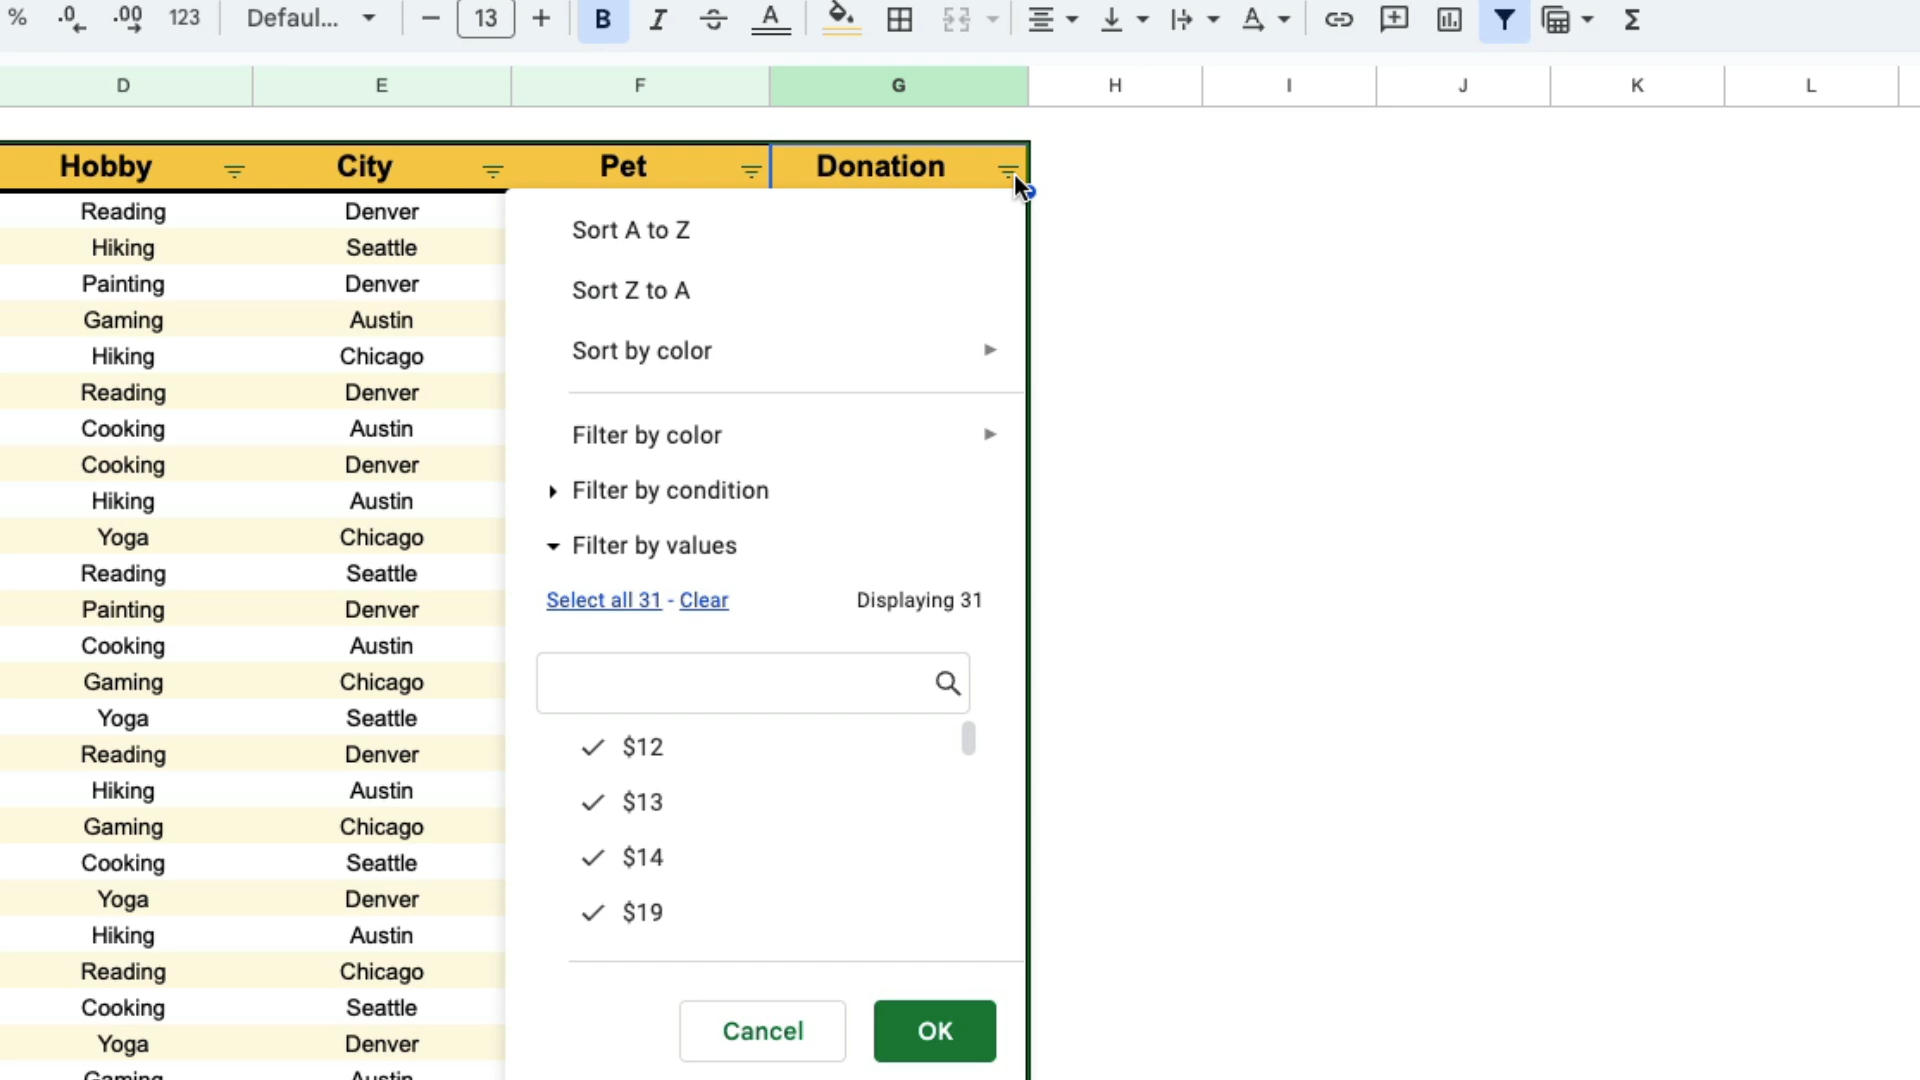 % .0 .00 123 Defaul... 13 B I S A A Σ
D E F G H I J K L
Hobby City Pet Donation
Reading Denver
Hiking Seattle
Painting Denver
Gaming Austin
Hiking Chicago
Reading Denver
Cooking Austin
Cooking Denver
Hiking Austin
Yoga Chicago
Reading Seattle
Painting Denver
Cooking Austin
Gaming Chicago
Yoga Seattle
Reading Denver
Hiking Austin
Gaming Chicago
Cooking Seattle
Yoga Denver
Hiking Austin
Reading Chicago
Cooking Seattle
Yoga Denver
Gaming Austin
Sort A to Z
Sort Z to A
Sort by color
Filter by color
Filter by condition
Filter by values
Select all 31 - Clear Displaying 31
$12
$13
$14
$19
Cancel OK